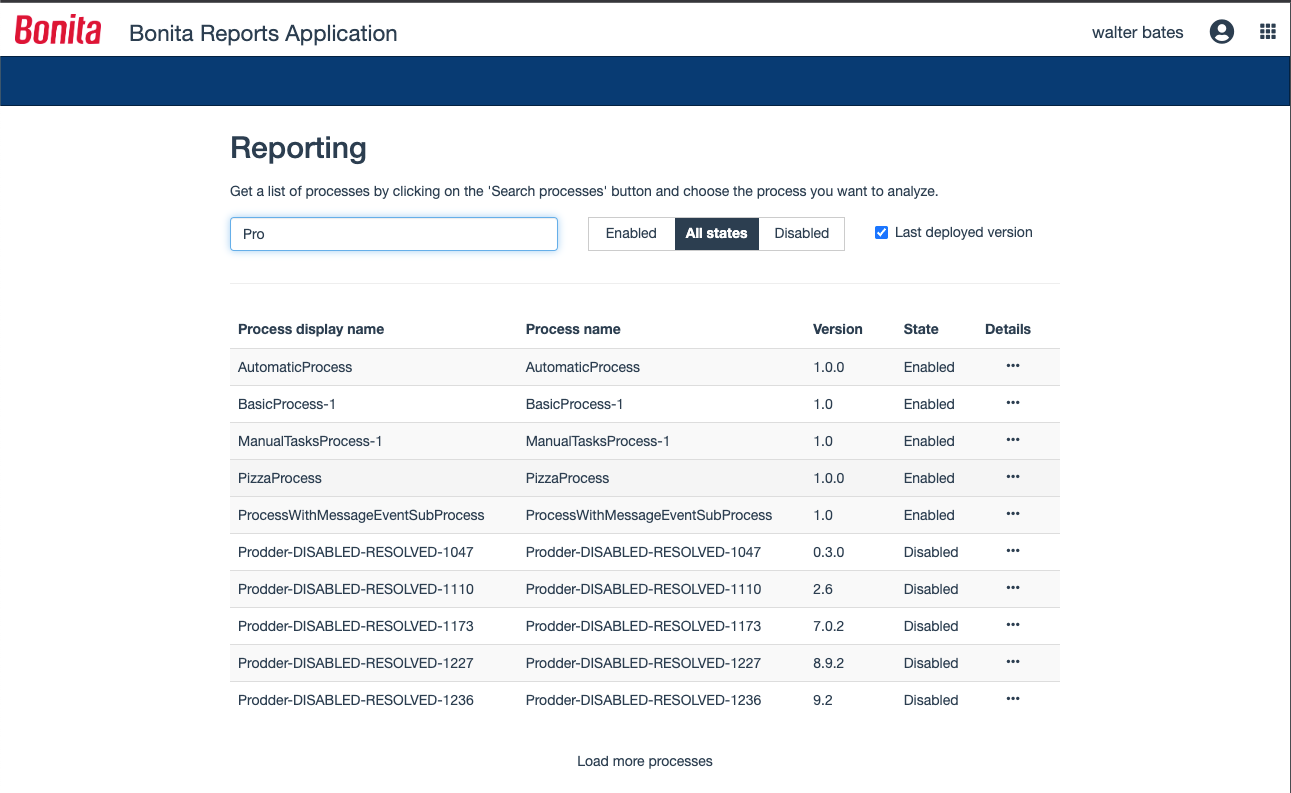 Bonita Bonita Reports Application walter bates
Reporting
Get a list of processes by clicking on the 'Search processes' button and choose the process you want to analyze.
Pro Enabled All states Disabled Last deployed version
Process display name Process name Version State Details
AutomaticProcess AutomaticProcess 1.0.0 Enabled •••
BasicProcess-1 BasicProcess-1 1.0 Enabled •••
ManualTasksProcess-1 ManualTasksProcess-1 1.0 Enabled •••
PizzaProcess PizzaProcess 1.0.0 Enabled •••
ProcessWithMessageEventSubProcess ProcessWithMessageEventSubProcess 1.0 Enabled •••
Prodder-DISABLED-RESOLVED-1047 Prodder-DISABLED-RESOLVED-1047 0.3.0 Disabled •••
Prodder-DISABLED-RESOLVED-1110 Prodder-DISABLED-RESOLVED-1110 2.6 Disabled •••
Prodder-DISABLED-RESOLVED-1173 Prodder-DISABLED-RESOLVED-1173 7.0.2 Disabled •••
Prodder-DISABLED-RESOLVED-1227 Prodder-DISABLED-RESOLVED-1227 8.9.2 Disabled •••
Prodder-DISABLED-RESOLVED-1236 Prodder-DISABLED-RESOLVED-1236 9.2 Disabled •••
Load more processes